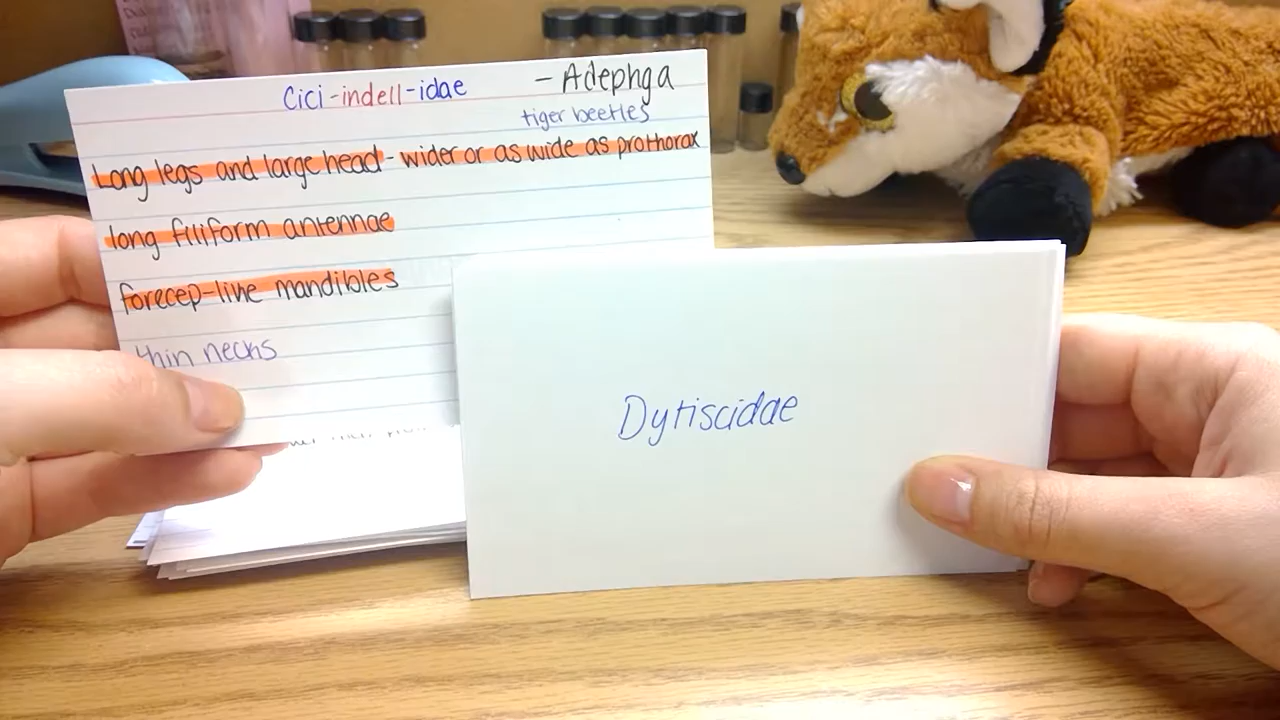 Cici-indell-idae - Adephga
tiger beetles
Long legs and large head - wider or as wide as prothorax
long filiform antennae
forecep-like mandibles
thin necks
Dytiscidae